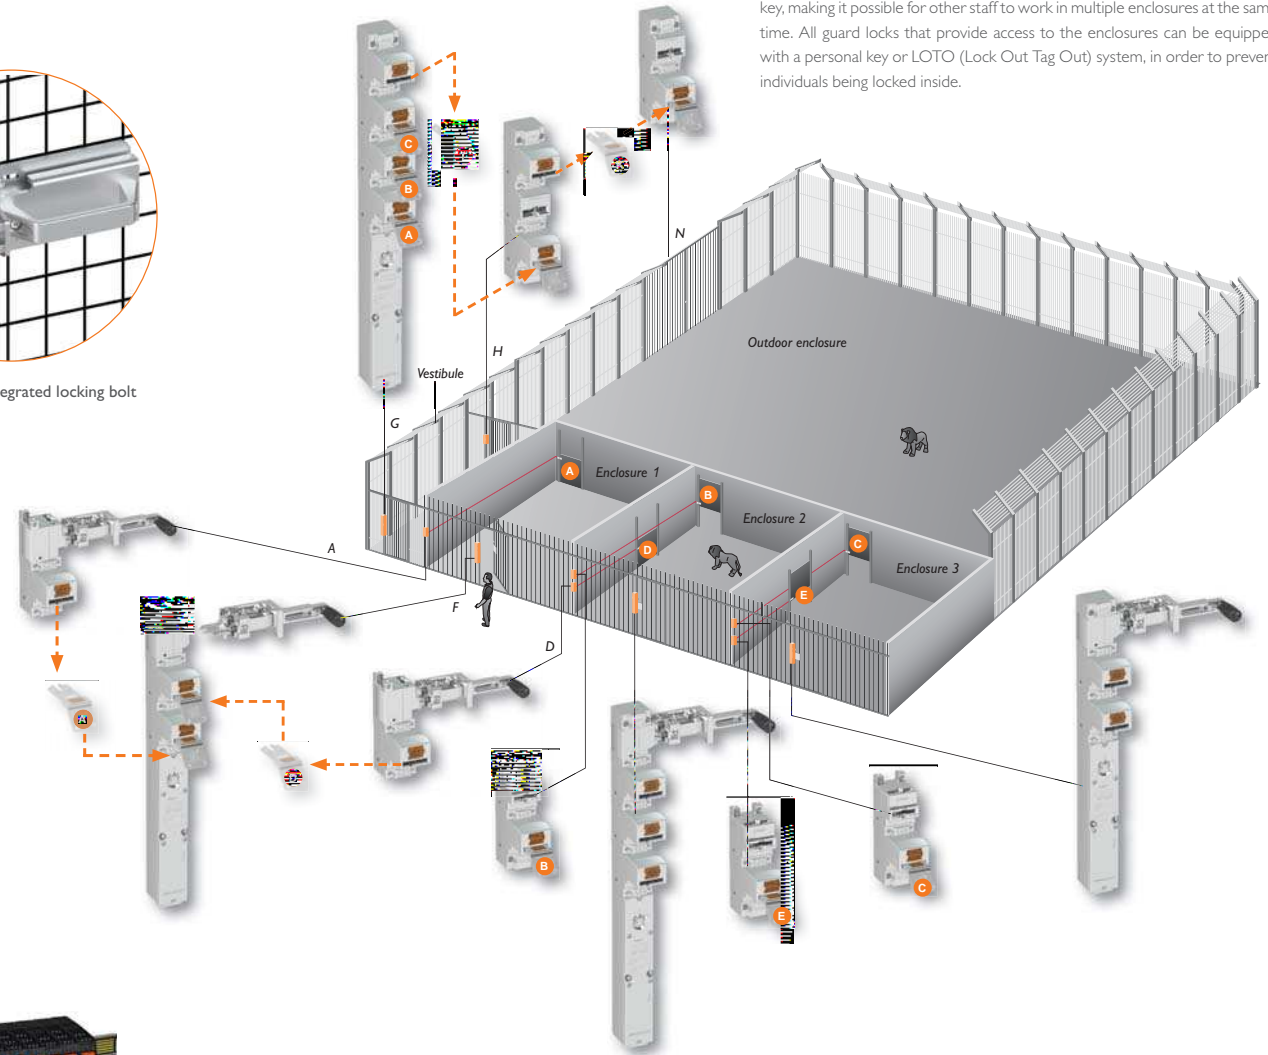 key, making it possible for other staff to work in multiple enclosures at the sam
time. All guard locks that provide access to the enclosures can be equippe
with a personal key or LOTO (Lock Out Tag Out) system, in order to preven
individuals being locked inside.
C
B
A
N
Outdoor enclosure
H
Vestibule
egrated locking bolt
G
A
Enclosure 1
B
Enclosure 2
D
C
Enclosure 3
E
A
F
D
A
B
E
C